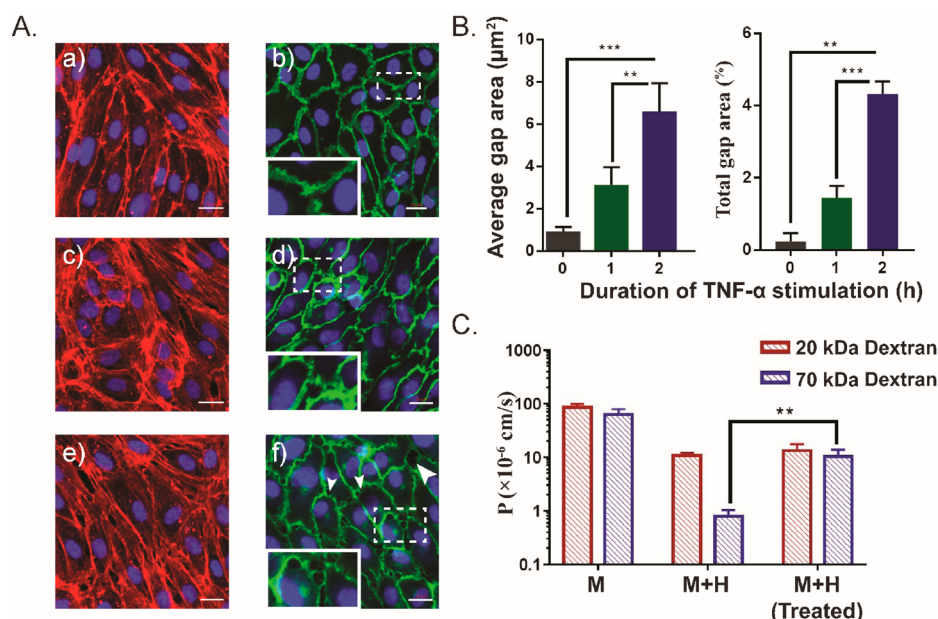 A.
a)
b)
c)
d)
e)
f)
B.
Average gap area (µm²)
8
6
4
2
0
***
**
0 1 2
Total gap area (%)
6
4
2
0
**
***
0 1 2
Duration of TNF-α stimulation (h)
C.
20 kDa Dextran
70 kDa Dextran
P (×10⁻⁶ cm/s)
1000
100
10
1
0.1
**
M M+H M+H
(Treated)